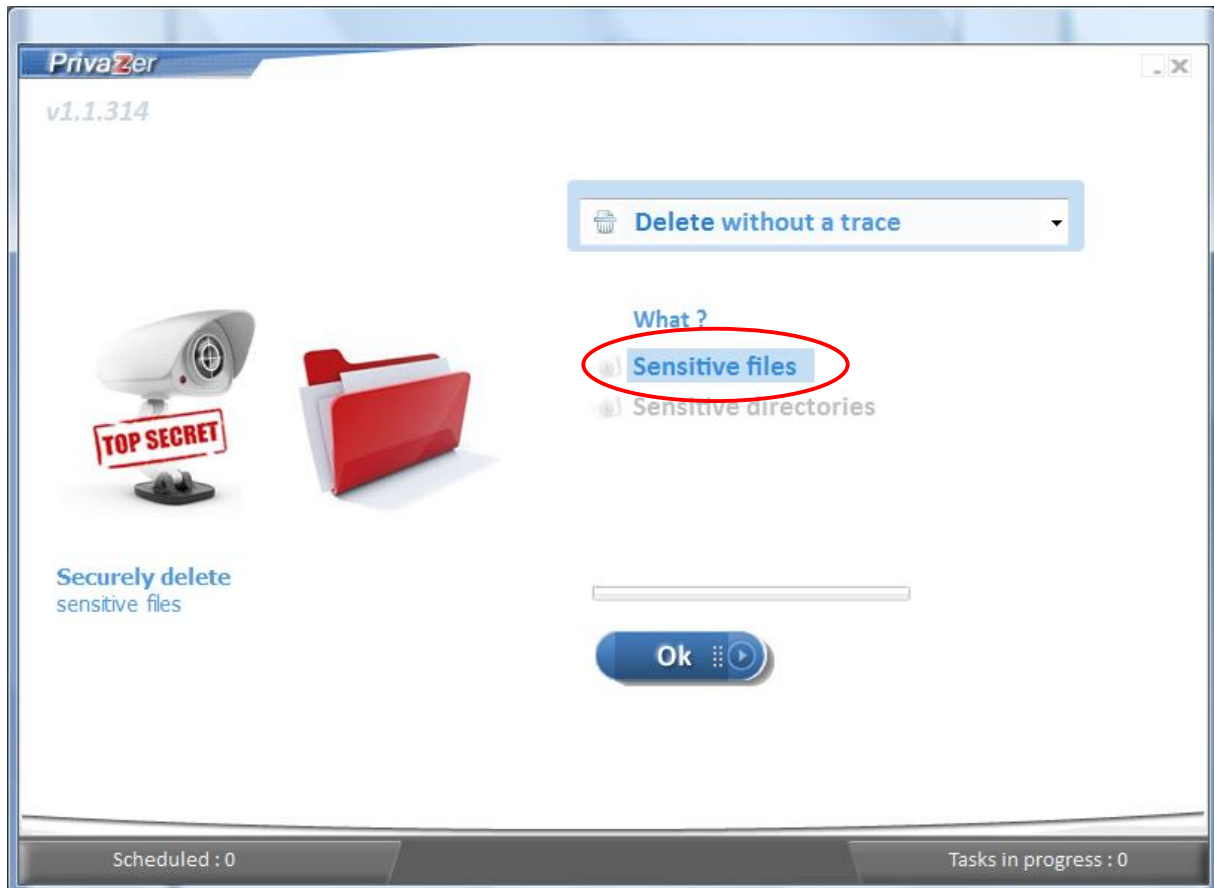 PrivaZer
v1.1.314
Delete without a trace
What ?
Sensitive files
Sensitive directories
TOP SECRET
Securely delete
sensitive files
Ok
Scheduled : 0
Tasks in progress : 0